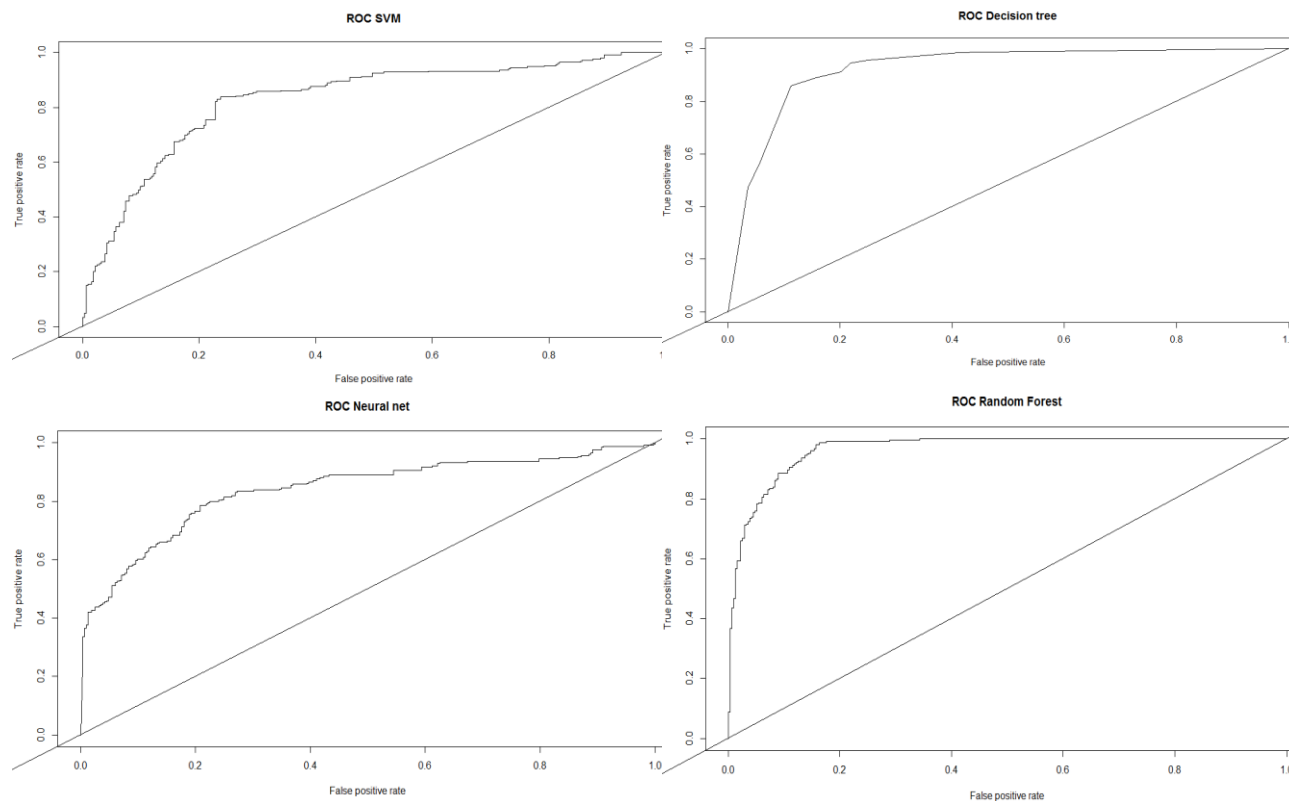 ROC SVM
1.0
0.8
0.6
0.4
0.2
0.0
True positive rate
0.0 0.2 0.4 0.6 0.8 1
False positive rate
ROC Decision tree
1.0
0.8
0.6
0.4
0.2
0.0
True positive rate
0.0 0.2 0.4 0.6 0.8 1.
False positive rate
ROC Neural net
1.0
0.8
0.6
0.4
0.2
0.0
True positive rate
0.0 0.2 0.4 0.6 0.8 1.0
False positive rate
ROC Random Forest
1.0
0.8
0.6
0.4
0.2
0.0
True positive rate
0.0 0.2 0.4 0.6 0.8 1.
False positive rate